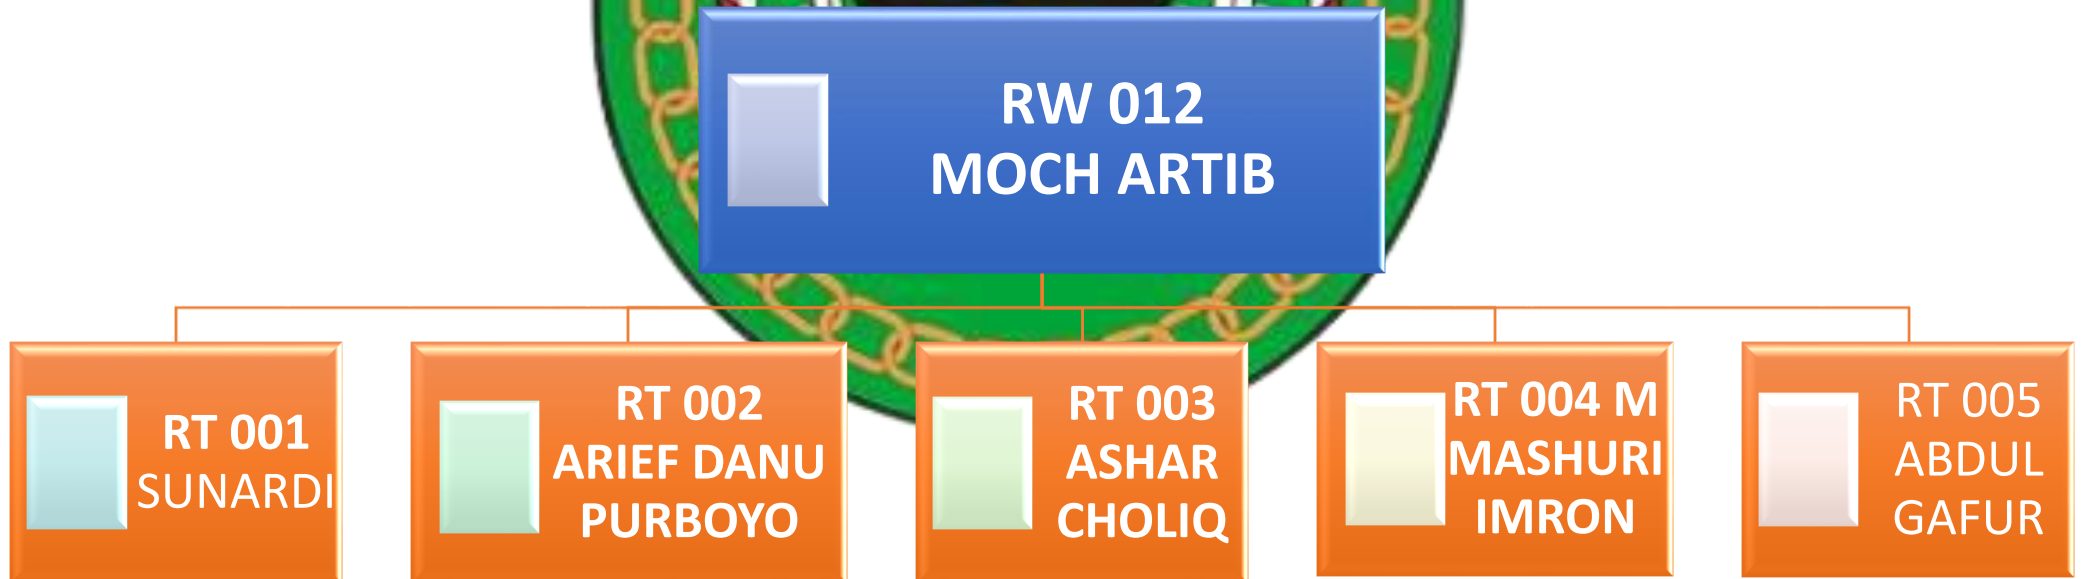 RW 012
MOCH ARTIB
RT 001
SUNARDI
RT 002
ARIEF DANU
PURBOYO
RT 003
ASHAR
CHOLIQ
RT 004 M
MASHURI
IMRON
RT 005
ABDUL
GAFUR